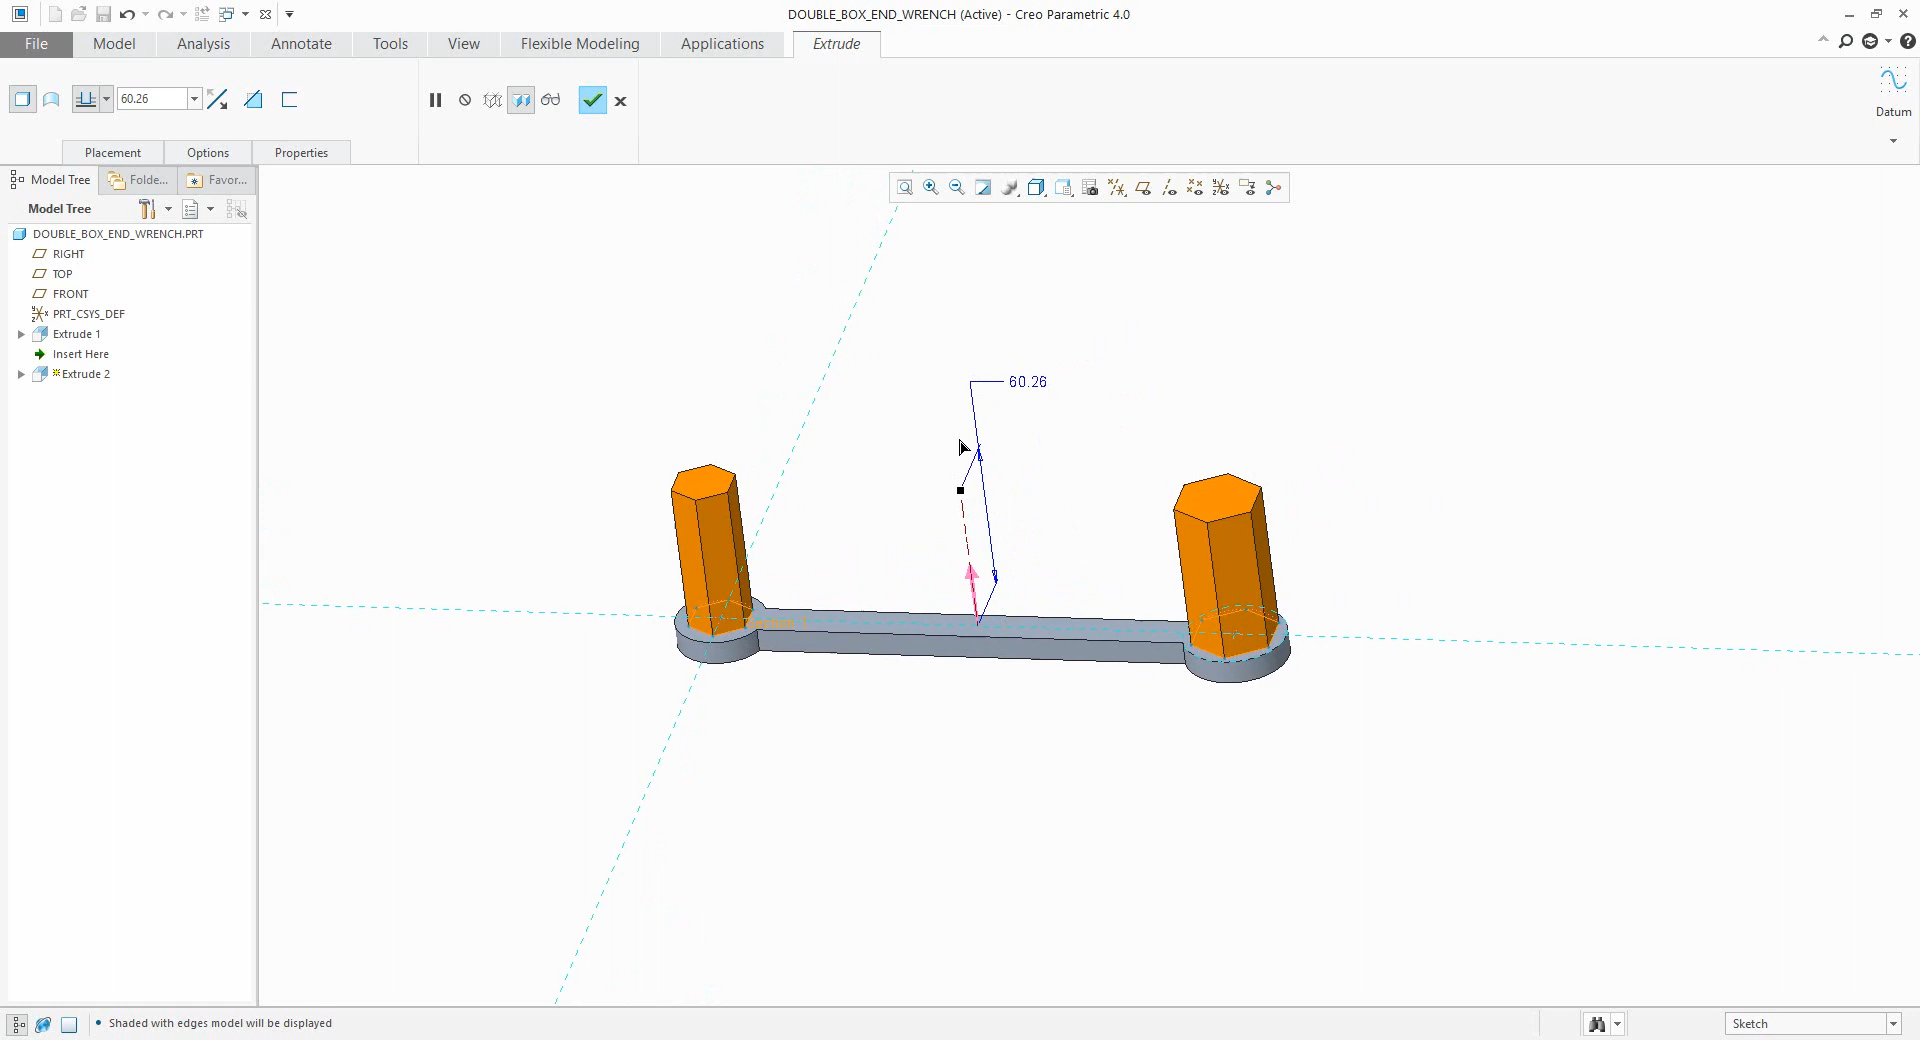 DOUBLE_BOX_END_WRENCH (Active) - Creo Parametric 4.0
File Model Analysis Annotate Tools View Flexible Modeling Applications Extrude
60.26
Datum
Placement Options Properties
Model Tree Folde... Favor...
Model Tree
DOUBLE_BOX_END_WRENCH.PRT
RIGHT
TOP
FRONT
PRT_CSYS_DEF
Extrude 1
Insert Here
Extrude 2
60.26
Shaded with edges model will be displayed
Sketch